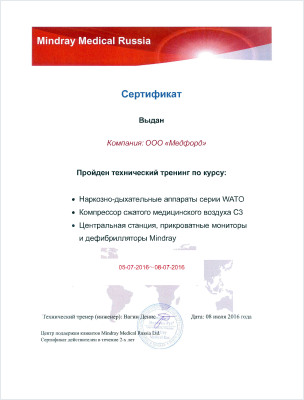 Mindray Medical Russia
Сертификат
Выдан
Компания: ООО «Медфорд»
Пройден технический тренинг по курсу:
• Наркозно-дыхательные аппараты серии WATO
• Компрессор сжатого медицинского воздуха С3
• Центральная станция, прикроватные мониторы
и дефибрилляторы Mindray
05-07-2016 - 08-07-2016
Технический тренер (инженер): Вагин Денис
Дата: 08 июля 2016 года
Центр поддержки клиентов Mindray Medical Russia Ltd.
Сертификат действителен в течение 2-х лет